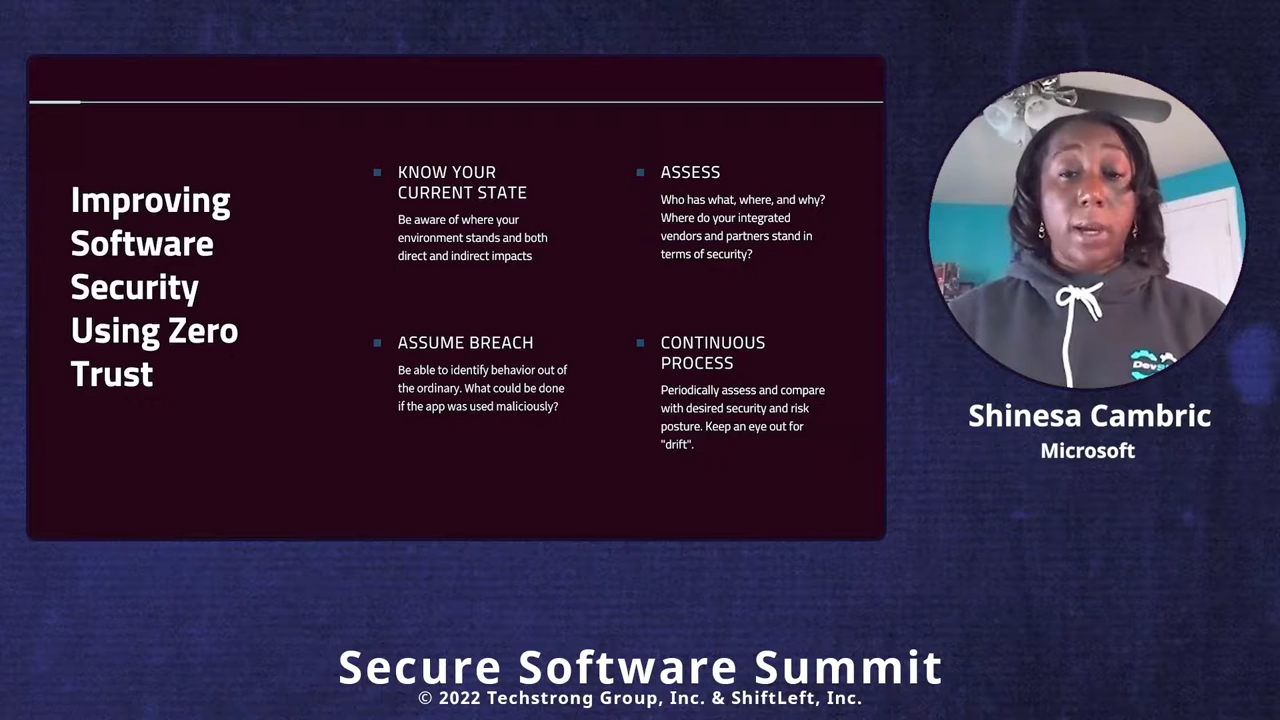 Improving
Software
Security
Using Zero
Trust
KNOW YOUR
CURRENT STATE
Be aware of where your
environment stands and both
direct and indirect impacts
ASSESS
Who has what, where, and why?
Where do your integrated
vendors and partners stand in
terms of security?
ASSUME BREACH
Be able to identify behavior out of
the ordinary. What could be done
if the app was used maliciously?
CONTINUOUS
PROCESS
Periodically assess and compare
with desired security and risk
posture. Keep an eye out for
"drift".
Shinesa Cambric
Microsoft
Secure Software Summit
© 2022 Techstrong Group, Inc. & ShiftLeft, Inc.